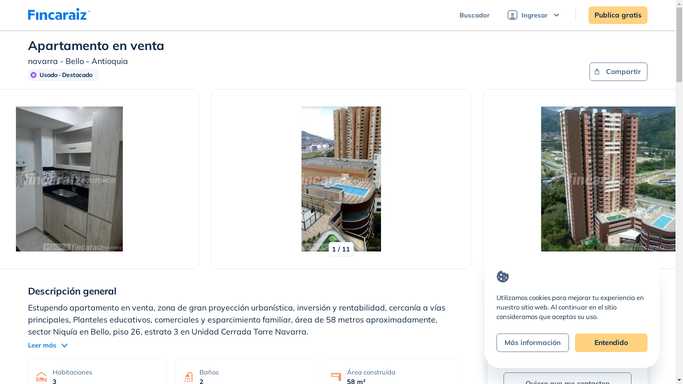 Fincaraiz
Buscador
Ingresar
Publica gratis
Apartamento en venta
navarra - Bello - Antioquia
Usado - Destacado
Compartir
1 / 11
Descripción general
Estupendo apartamento en venta, zona de gran proyección urbanística, inversión y rentabilidad, cercanía a vías
principales, Planteles educativos, comerciales y esparcimiento familiar, área de 58 metros aproximadamente,
sector Niquía en Bello, piso 26, estrato 3 en Unidad Cerrada Torre Navarra.
Leer más
Habitaciones
3
Baños
2
Área construida
58 m²
Utilizamos cookies para mejorar tu experiencia en
nuestro sitio web. Al continuar en el sitio
consideramos que aceptas su uso.
Más información
Entendido
Quiero que me contacten